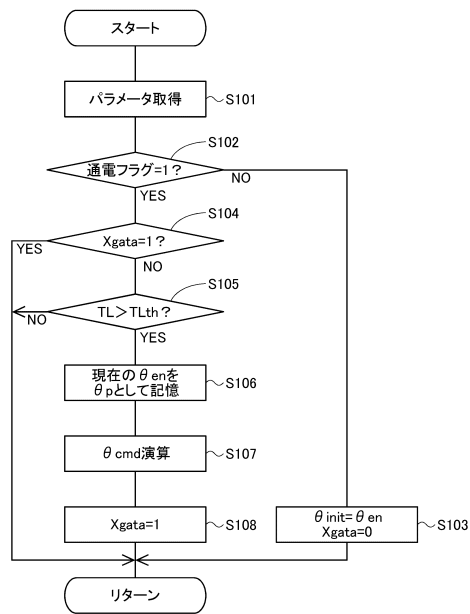 スタート
パラメータ取得
S101
S102
通電フラグ=1?
NO
YES
S104
Xgata=1?
YES
NO
S105
TL>TLth?
NO
YES
現在のθenを
θpとして記憶
S106
θcmd演算
S107
Xgata=1
S108
θinit=θen
Xgata=0
S103
リターン